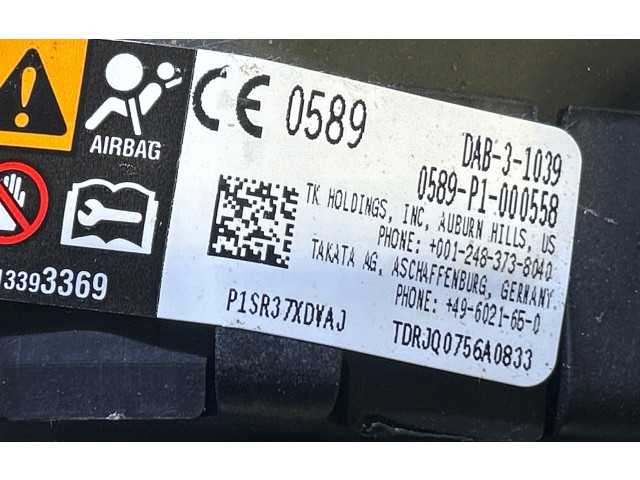 AIRBAG
13393369
CE 0589
DAB-3-1039
0589-P1-000558
TK HOLDINGS, INC, AUBURN HILLS, US
PHONE: +001-248-373-8040
TAKATA AG, ASCHAFFENBURG, GERMANY
PHONE: +49-6021-65-0
P1SR37XDVAJ
TDRJQ0756A0833